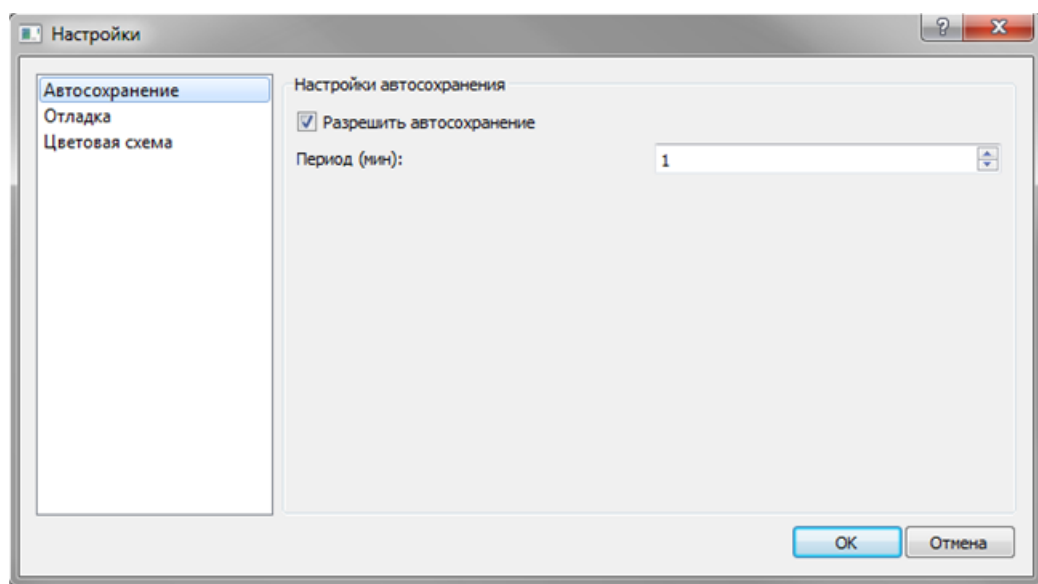 Настройки
Автосохранение
Отладка
Цветовая схема
Настройки автосохранения
Разрешить автосохранение
Период (мин):
1
OK
Отмена